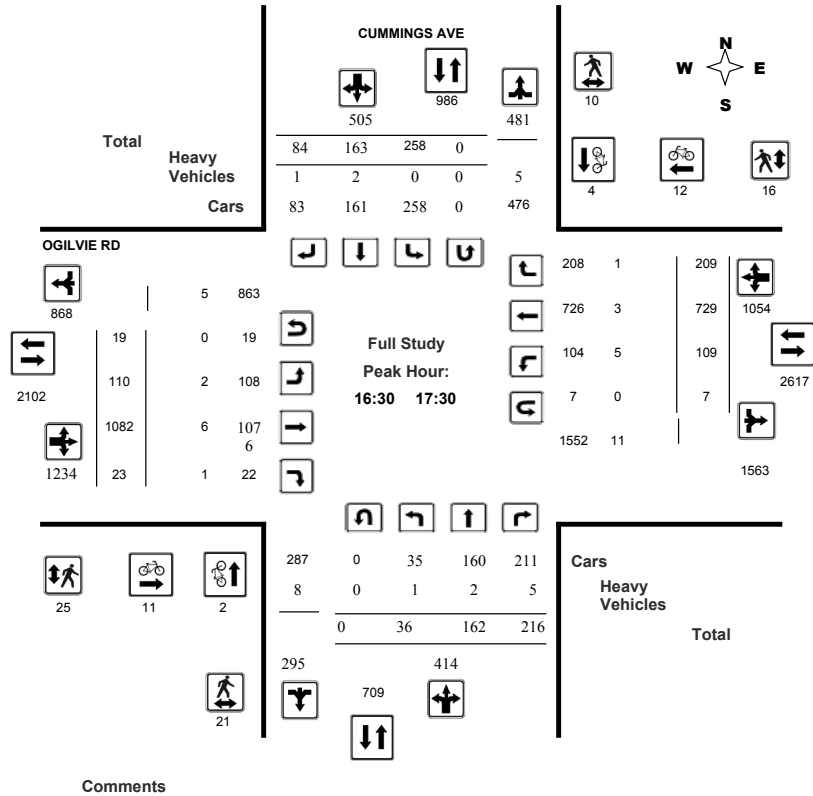 CUMMINGS AVE
N
W E
S
986
10
505 481
Total
84 163 258 0
Heavy
Vehicles
1 2 0 0 5
4 12 16
Cars 83 161 258 0 476
OGILVIE RD
208 1 209
868 5 863
1054
726 3 729
19 0 19
Full Study
104 5 109
Peak Hour:
2617
110 2 108
2102
16:30 17:30
7 0 7
1082 6 107
6
1552 11
1234 23 1 22
1563
287 0 35 160 211 Cars
8 0 1 2 5 Heavy
Vehicles
25 11 2
0 36 162 216 Total
295 414
709
21
Comments